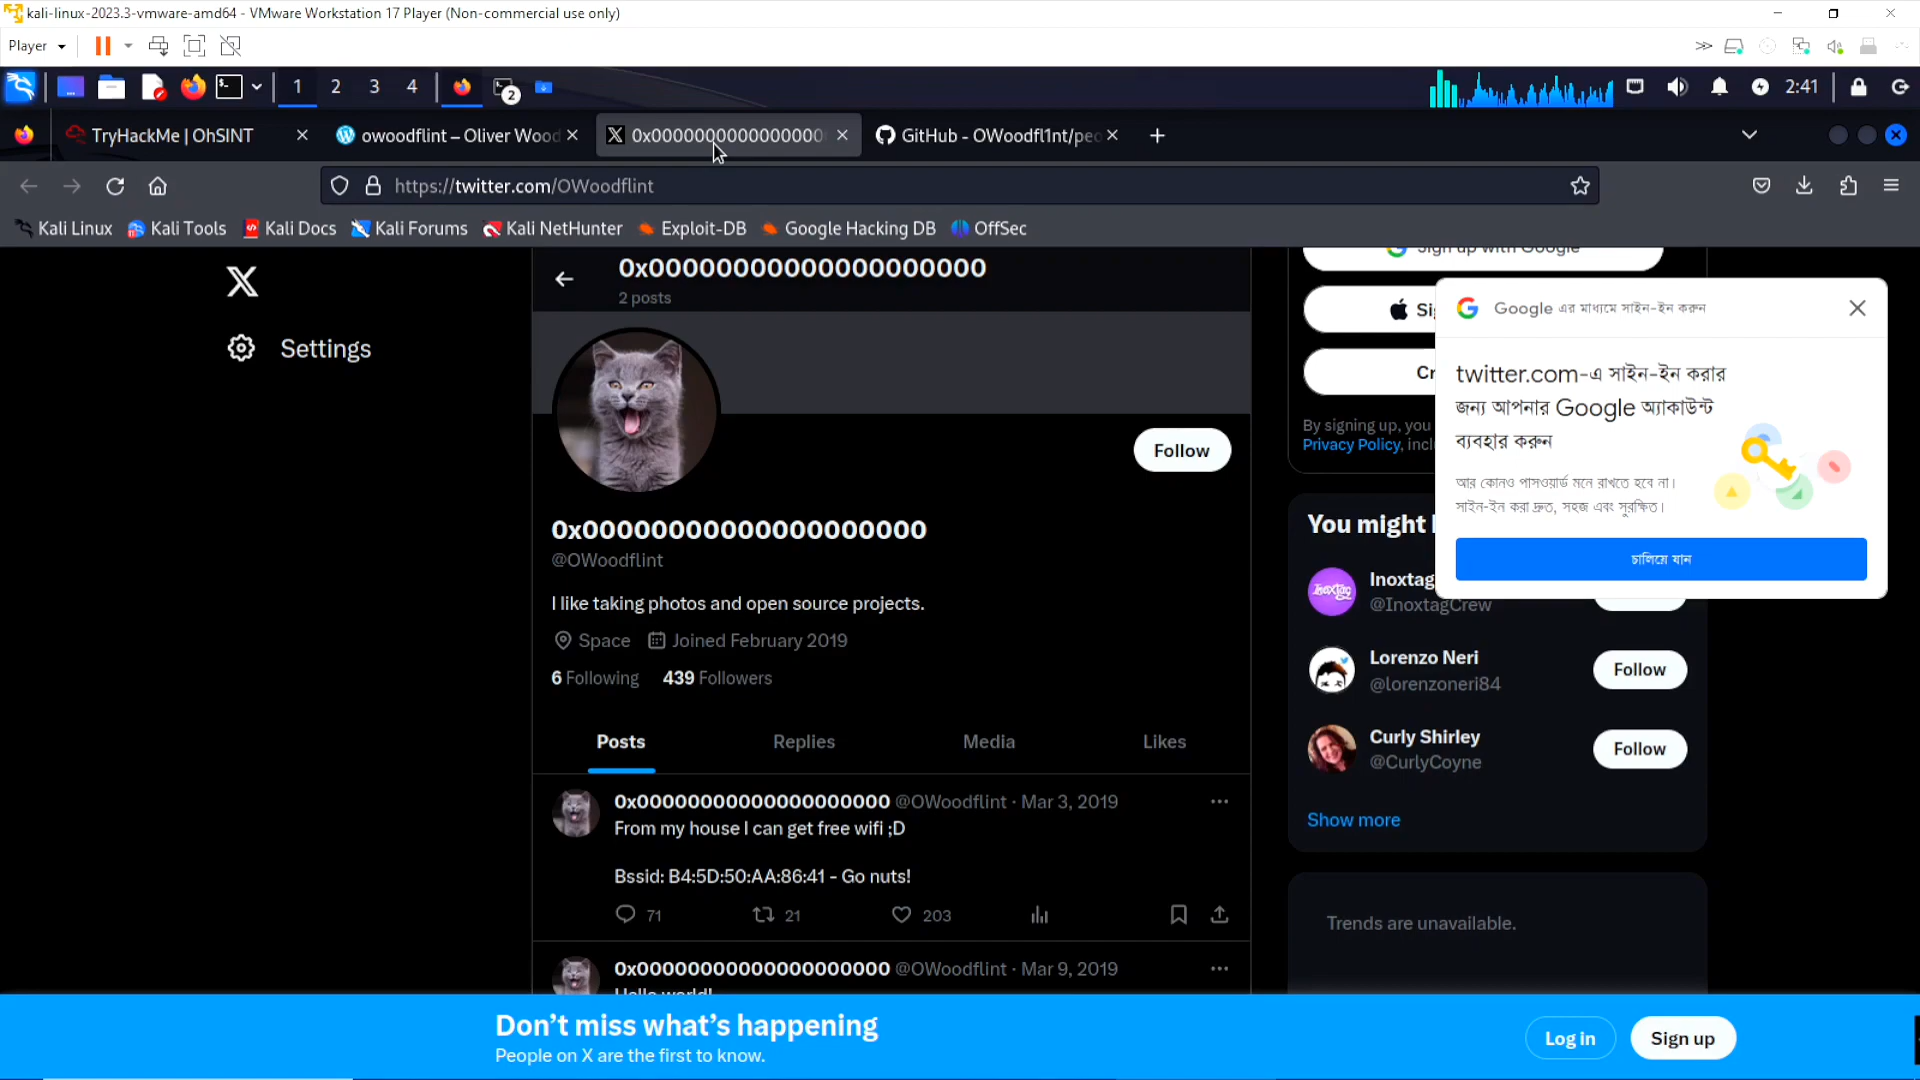 kali-linux-2023.3-vmware-amd64 - VMware Workstation 17 Player (Non-commercial use only)
Player
1 2 3 4
2
2:41
TryHackMe | OhSINT
owoodflint – Oliver Wood
0x0000000000000000
GitHub - OWoodfl1nt/peo
https://twitter.com/OWoodflint
Kali Linux
Kali Tools
Kali Docs
Kali Forums
Kali NetHunter
Exploit-DB
Google Hacking DB
OffSec
Settings
0x00000000000000000000
2 posts
Follow
0x00000000000000000000
@OWoodflint
I like taking photos and open source projects.
Space Joined February 2019
6 Following 439 Followers
Posts Replies Media Likes
0x00000000000000000000 @OWoodflint · Mar 3, 2019
From my house I can get free wifi ;D
Bssid: B4:5D:50:AA:86:41 - Go nuts!
71 21 203
0x00000000000000000000 @OWoodflint · Mar 9, 2019
Hello world!
Sign up with Google
By signing up, you
Privacy Policy, incl
Google এর মাধ্যমে সাইন-ইন করুন
twitter.com-এ সাইন-ইন করার
জন্য আপনার Google অ্যাকাউন্ট
ব্যবহার করুন
আর কোনও পাসওয়ার্ড মনে রাখতে হবে না।
সাইন-ইন করা দ্রুত, সহজ এবং সুরক্ষিত।
চালিয়ে যান
You might
Inoxtag
@InoxtagCrew
Lorenzo Neri
@lorenzoneri84
Follow
Curly Shirley
@CurlyCoyne
Follow
Show more
Trends are unavailable.
Don’t miss what’s happening
People on X are the first to know.
Log in
Sign up